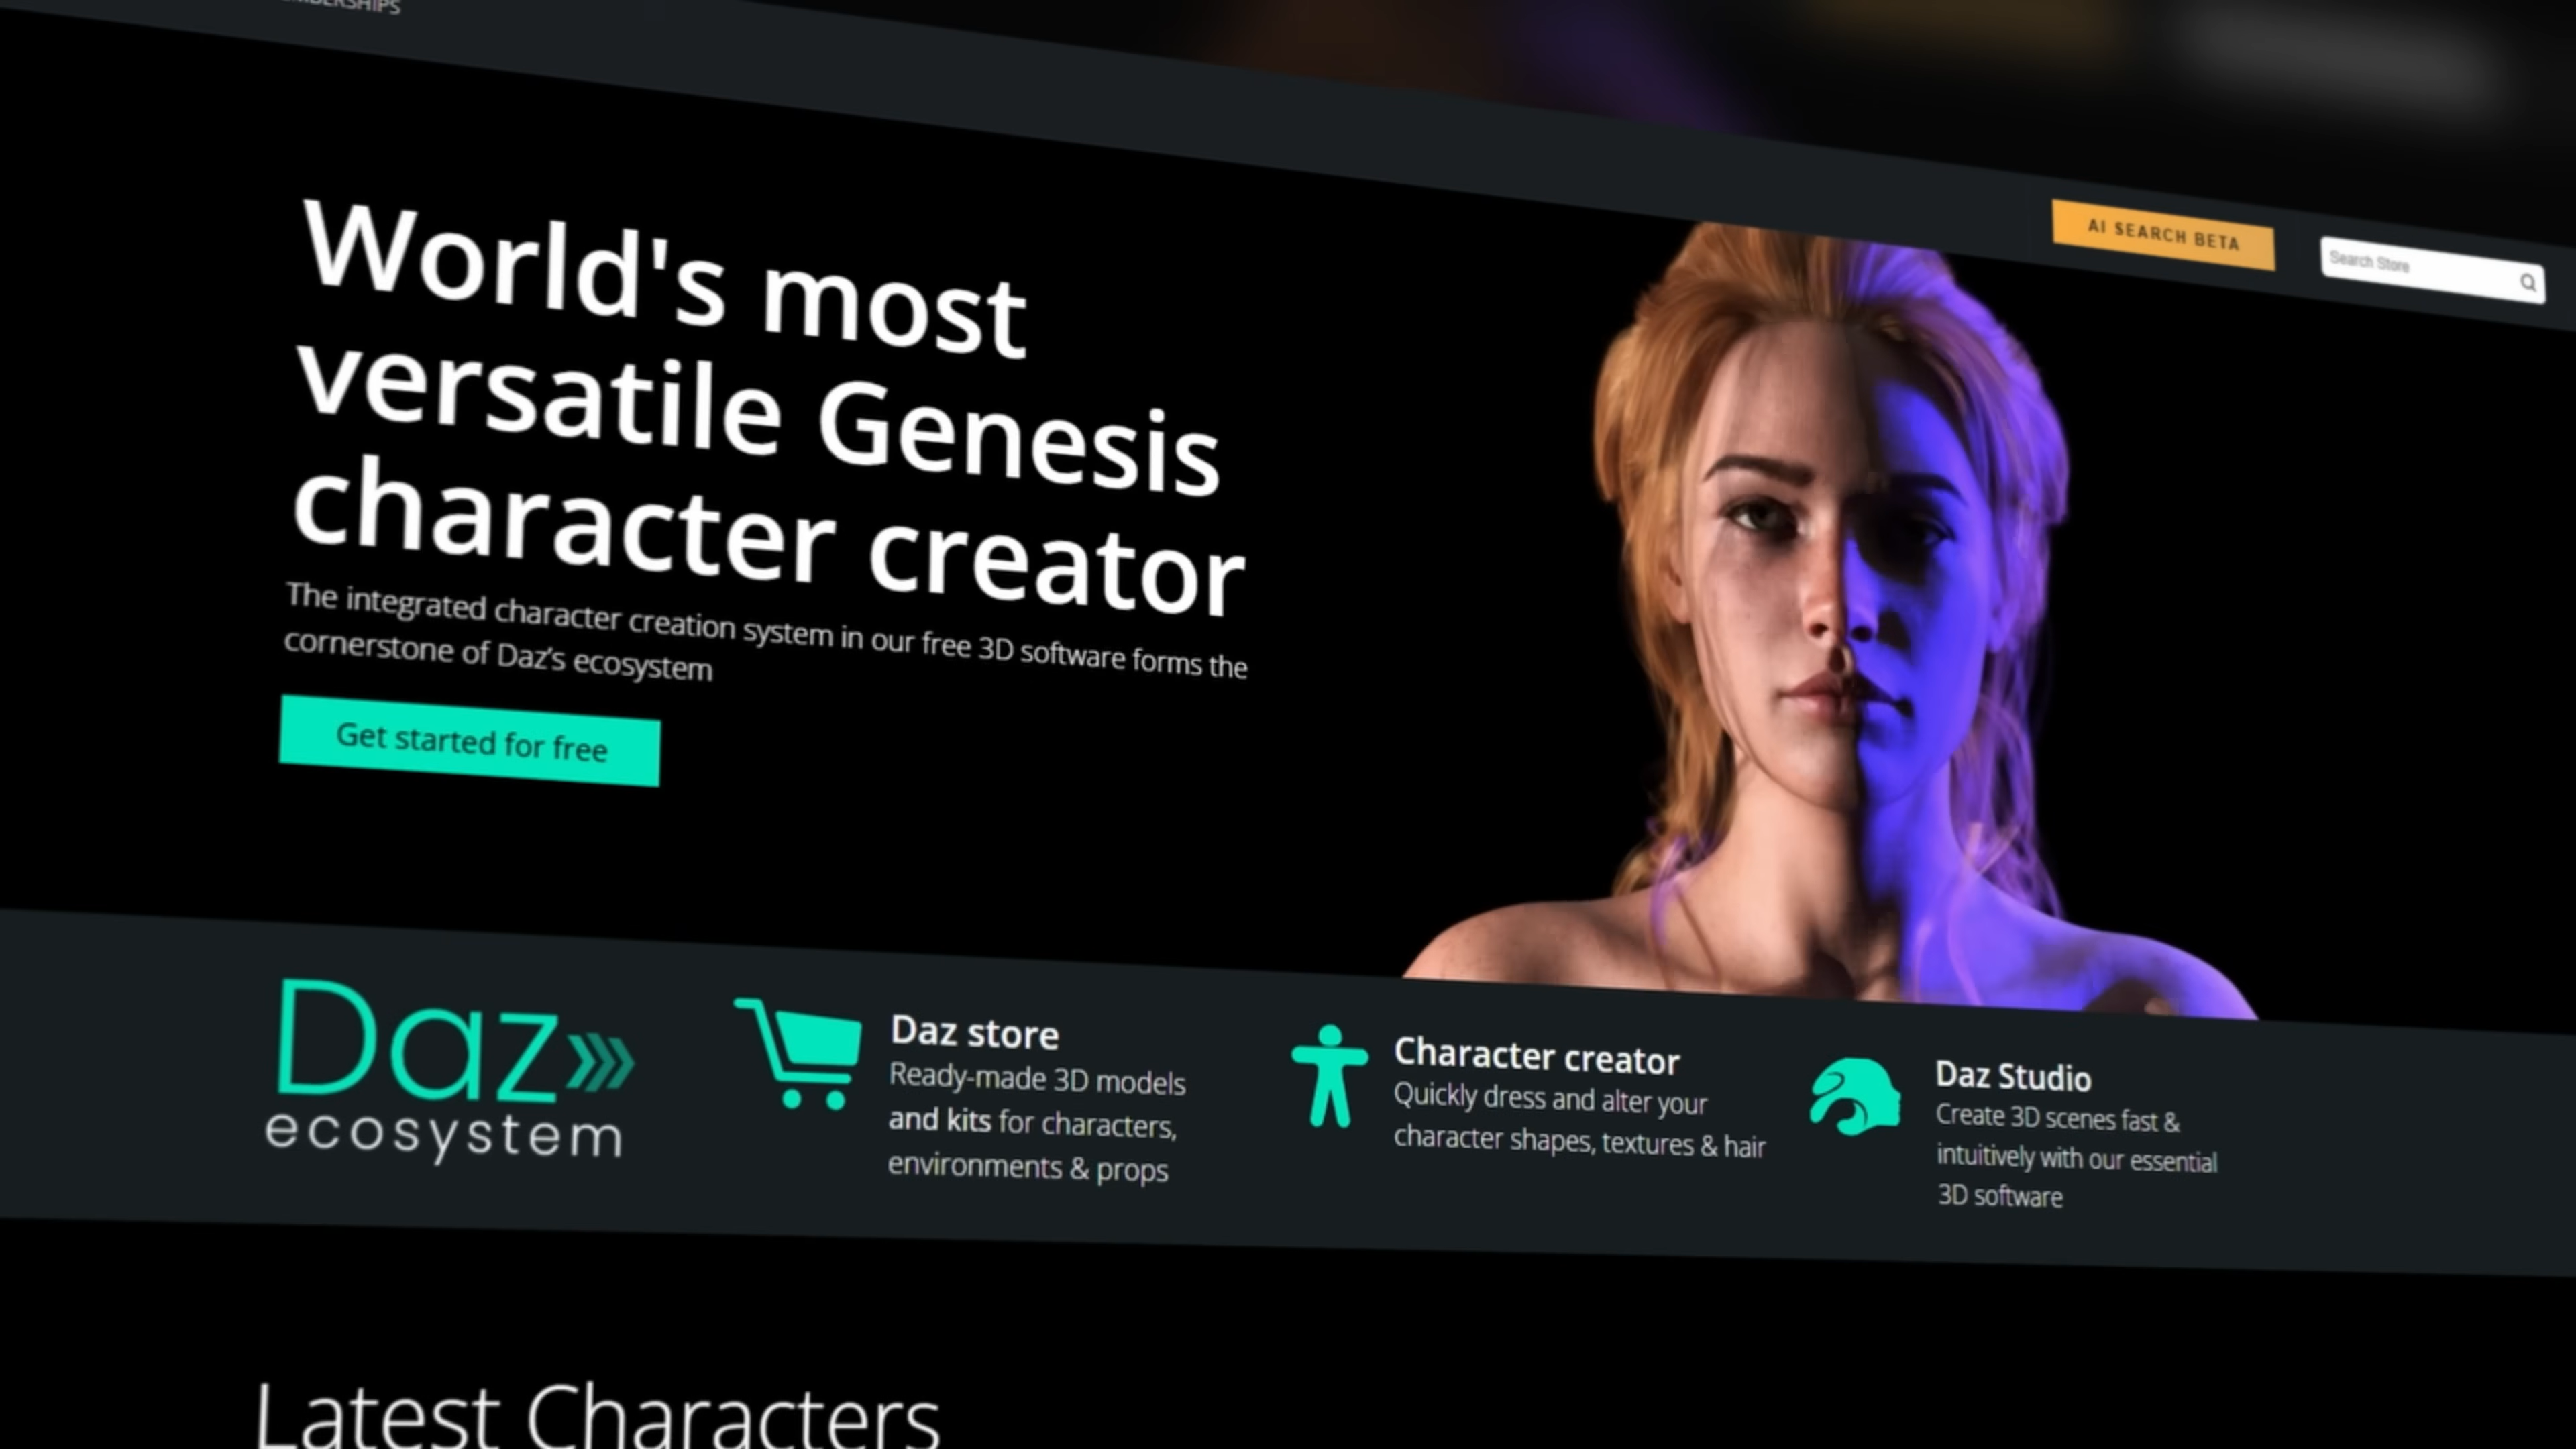 AI SEARCH BETA
Search Store
World's most
versatile Genesis
character creator
The integrated character creation system in our free 3D software forms the
cornerstone of Daz's ecosystem
Get started for free
Daz
ecosystem
Daz store
Ready-made 3D models
and kits for characters,
environments & props
Character creator
Quickly dress and alter your
character shapes, textures & hair
Daz Studio
Create 3D scenes fast &
intuitively with our essential
3D software
Latest Characters